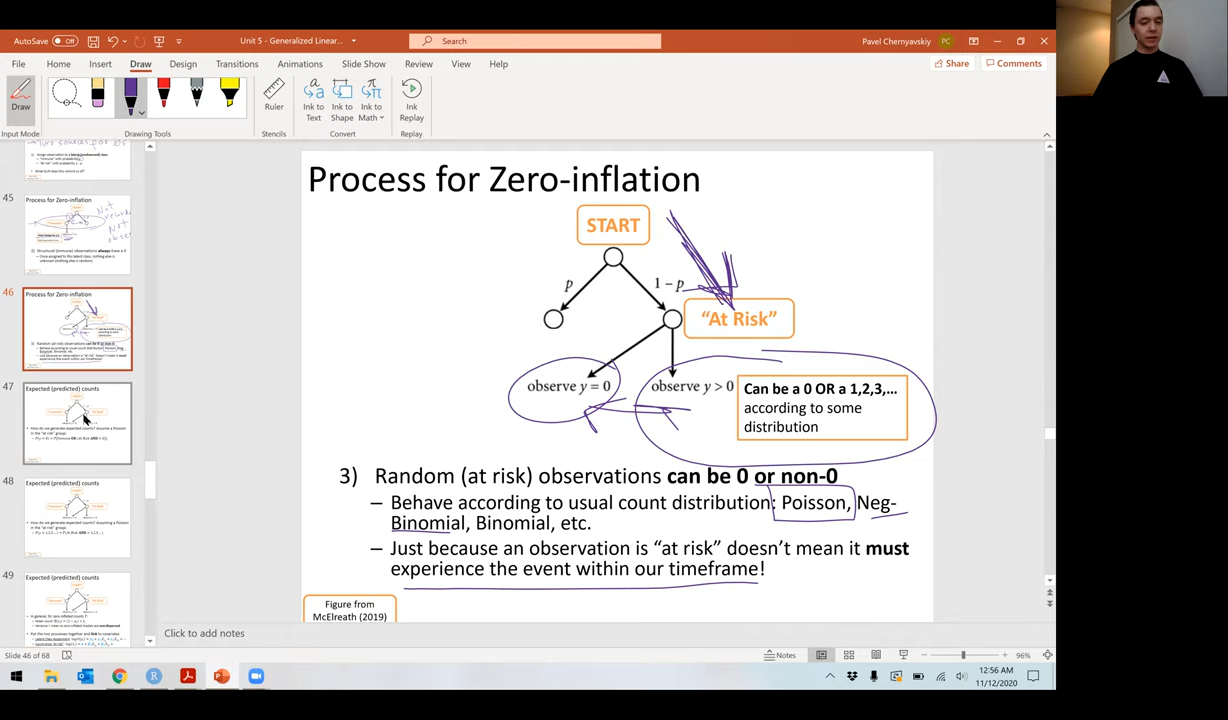 AutoSave Off
Unit 5 - Generalized Linear...
Search
Pavel Chernyavskiy PC
File Home Insert Draw Design Transitions Animations Slide Show Review View Help
Share Comments
Draw
Ruler
Ink to Text
Ink to Shape
Ink to Math
Ink Replay
Input Mode Drawing Tools Stencils Convert Replay
45
Process for Zero-inflation
46
Process for Zero-inflation
47
Expected (predicted) counts
48
Expected (predicted) counts
49
Expected (predicted) counts
Process for Zero-inflation
START
p
1 – p
“At Risk”
observe y = 0
observe y > 0
Can be a 0 OR a 1,2,3,…
according to some
distribution
3) Random (at risk) observations can be 0 or non-0
– Behave according to usual count distribution: Poisson, Neg-
Binomial, Binomial, etc.
– Just because an observation is “at risk” doesn’t mean it must
experience the event within our timeframe!
Figure from
McElreath (2019)
Click to add notes
Slide 46 of 68
Notes
96%
12:56 AM
11/12/2020